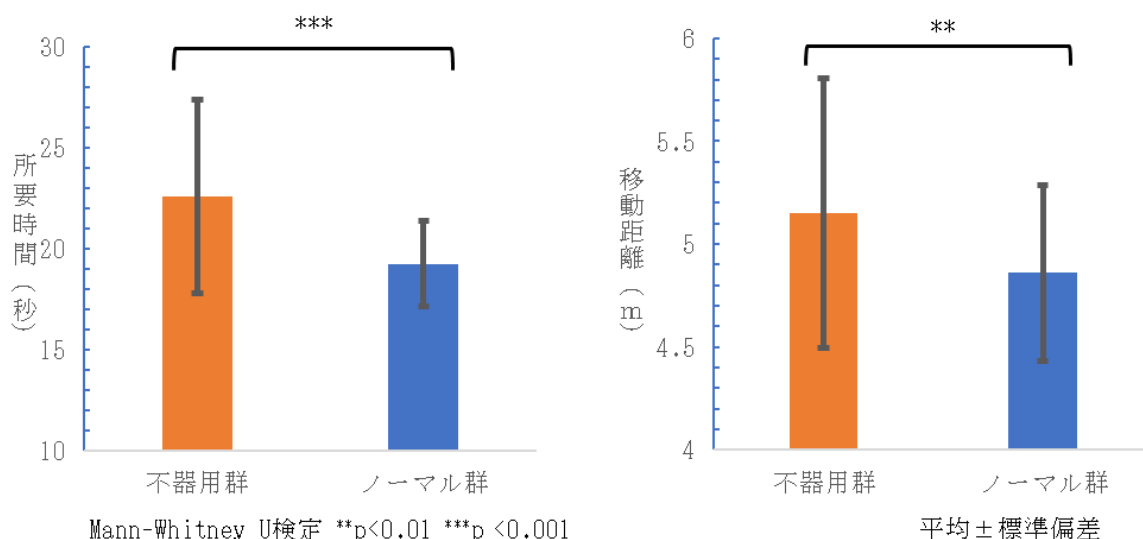 ***
30
25
20
15
10
所要時間(秒)
不器用群
ノーマル群
**
6
5.5
5
4.5
4
移動距離(m)
不器用群
ノーマル群
Mann-Whitney U検定 **p<0.01 ***p <0.001
平均±標準偏差